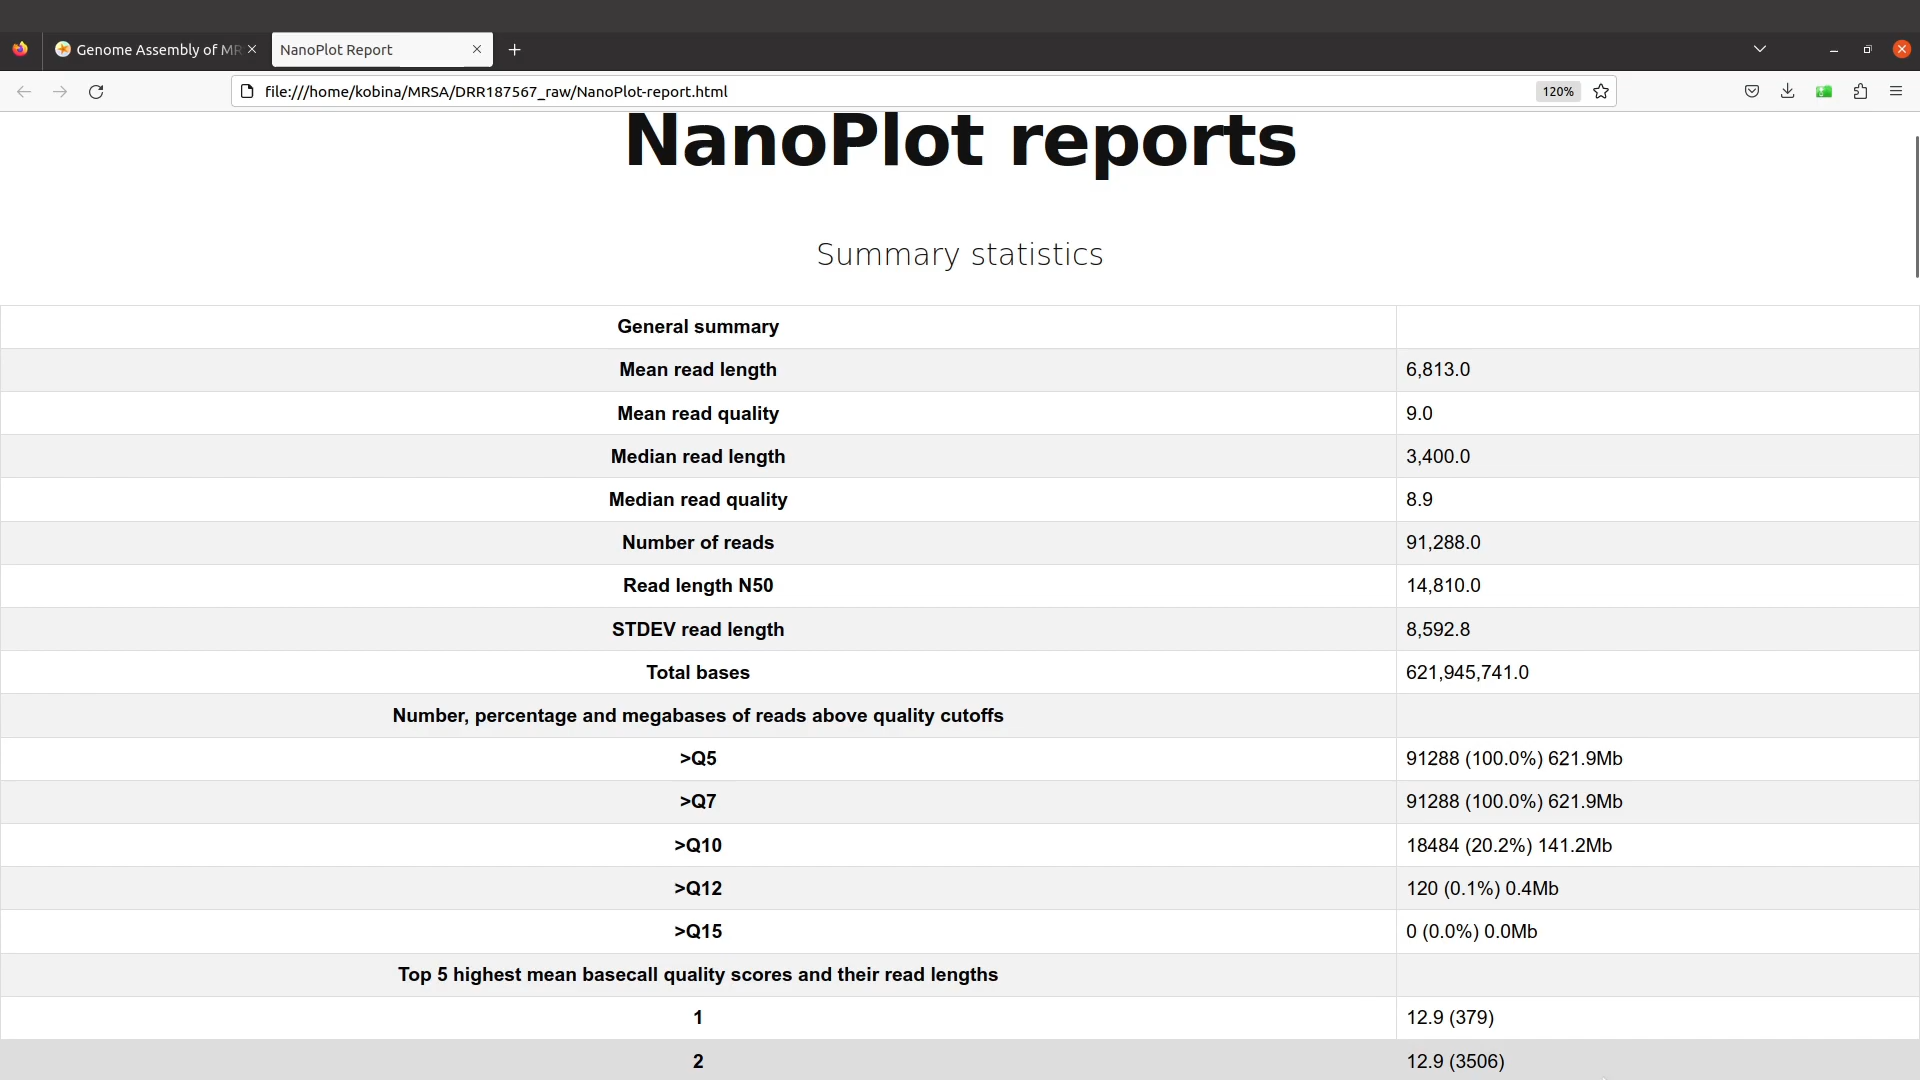 Genome Assembly of MR
NanoPlot Report
file:///home/kobina/MRSA/DRR187567_raw/NanoPlot-report.html
120%
NanoPlot reports
Summary statistics
General summary
Mean read length 6,813.0
Mean read quality 9.0
Median read length 3,400.0
Median read quality 8.9
Number of reads 91,288.0
Read length N50 14,810.0
STDEV read length 8,592.8
Total bases 621,945,741.0
Number, percentage and megabases of reads above quality cutoffs
>Q5 91288 (100.0%) 621.9Mb
>Q7 91288 (100.0%) 621.9Mb
>Q10 18484 (20.2%) 141.2Mb
>Q12 120 (0.1%) 0.4Mb
>Q15 0 (0.0%) 0.0Mb
Top 5 highest mean basecall quality scores and their read lengths
1 12.9 (379)
2 12.9 (3506)